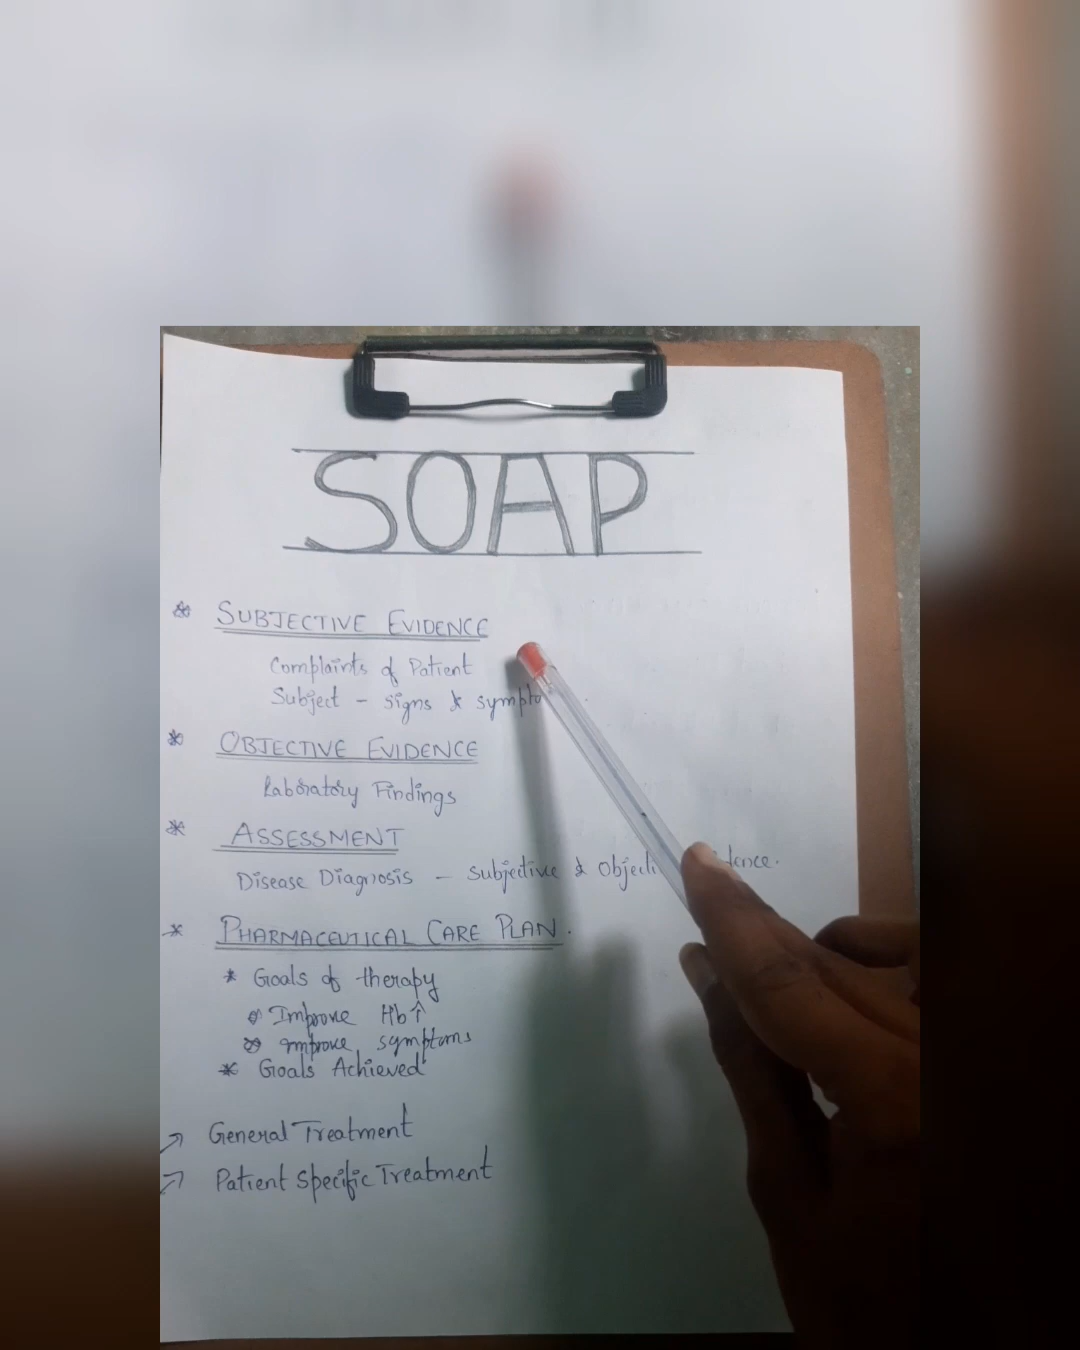 SOAP
* SUBJECTIVE EVIDENCE
Complaints of Patient
Subject - Signs & sympto
* OBJECTIVE EVIDENCE
Laboratory Findings
* ASSESSMENT
Disease Diagnosis - Subjective & Objecti dence.
* PHARMACEUTICAL CARE PLAN.
* Goals of therapy
Improve Hb↑
improve symptoms
* Goals Achieved
↗ General Treatment
↗ Patient Specific Treatment